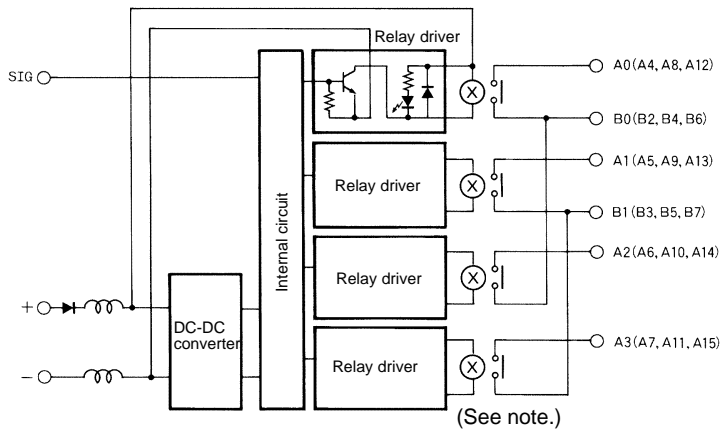 Relay driver
SIG
A0(A4, A8, A12)
B0(B2, B4, B6)
A1(A5, A9, A13)
Relay driver
B1(B3, B5, B7)
Internal circuit
A2(A6, A10, A14)
Relay driver
+
DC-DC
converter
A3(A7, A11, A15)
Relay driver
−
X
X
X
X
(See note.)